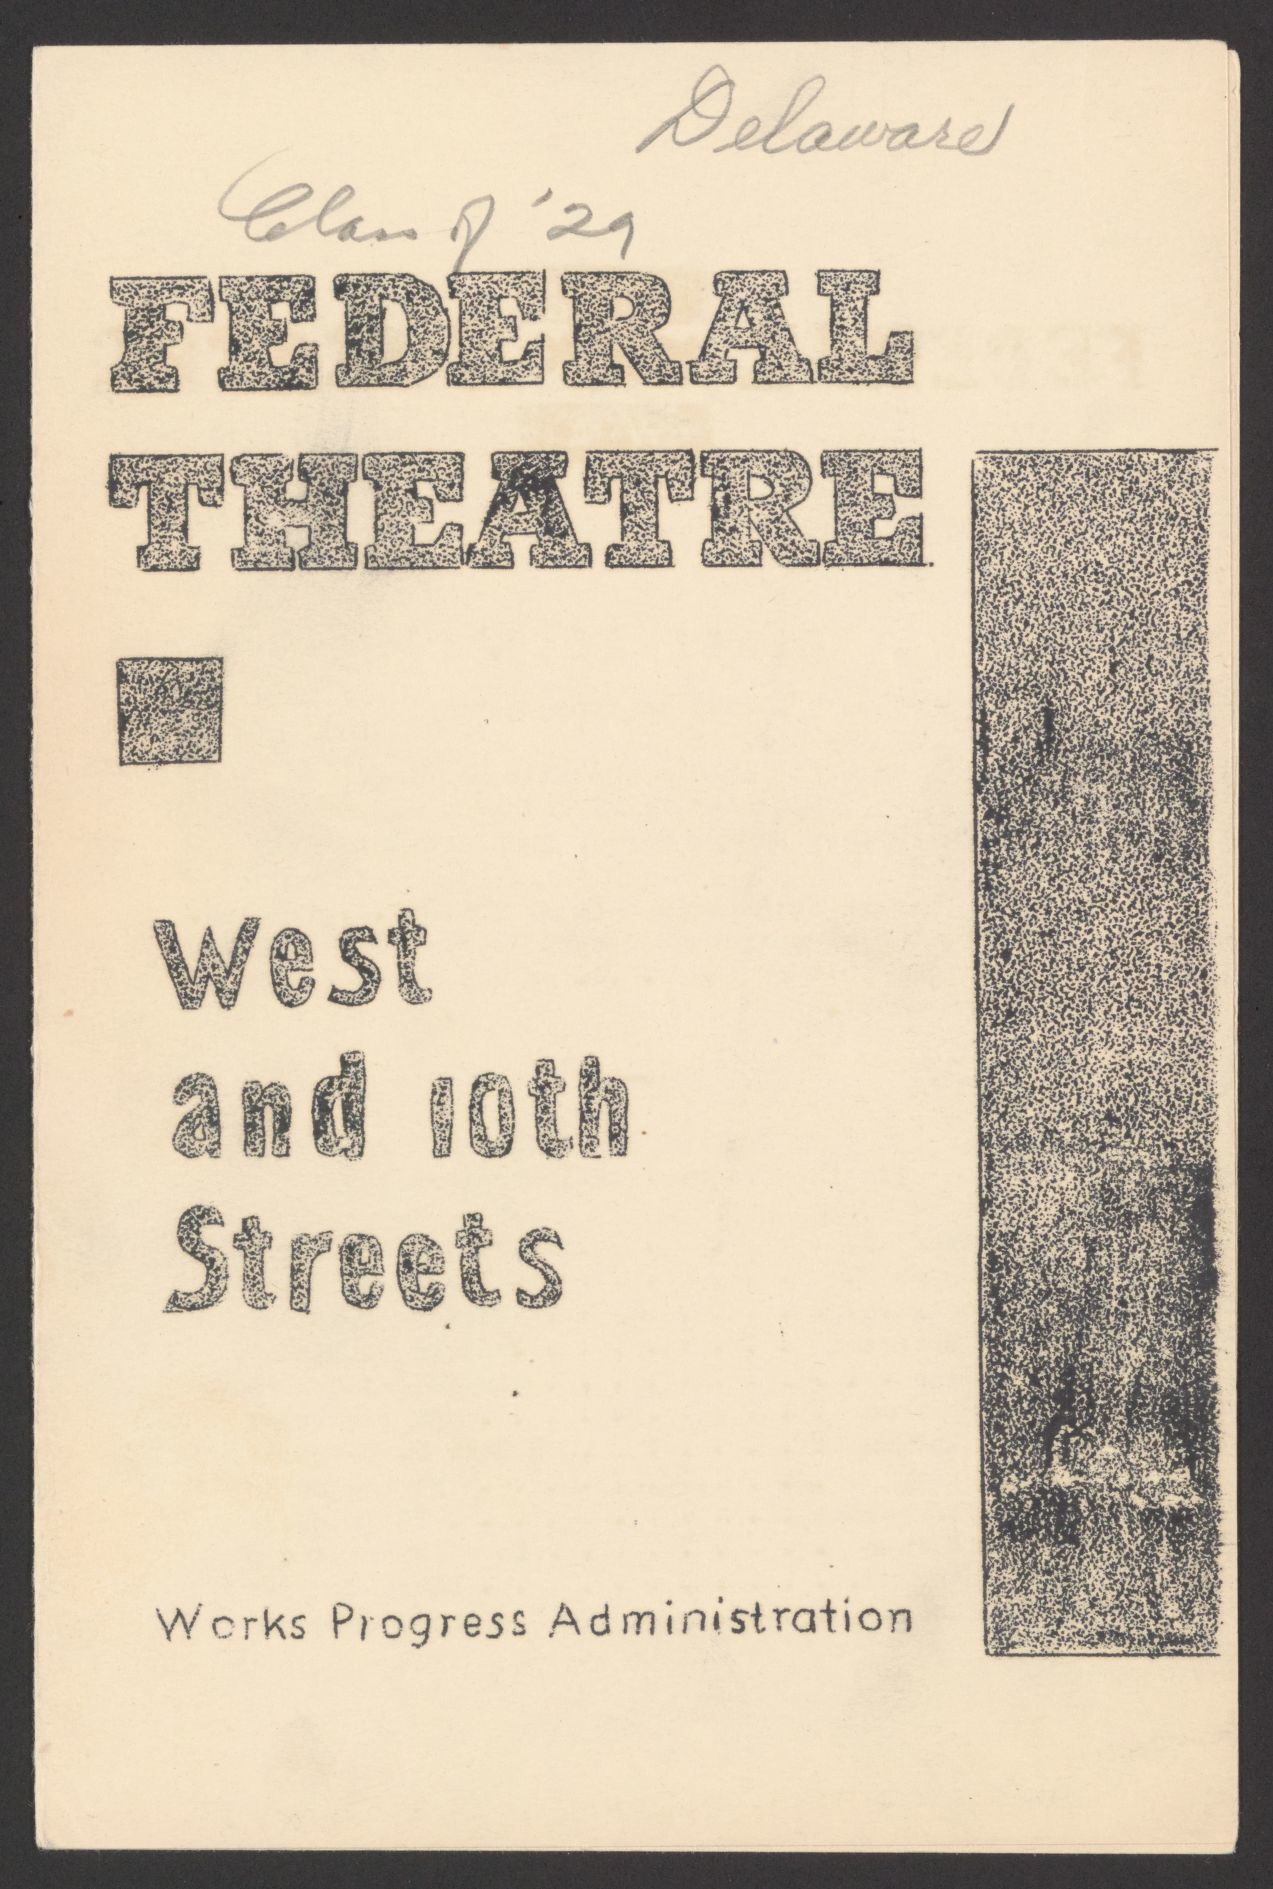 Delaware
Class of '29
FEDERAL
THEATRE
West
and 10th
Streets
Works Progress Administration